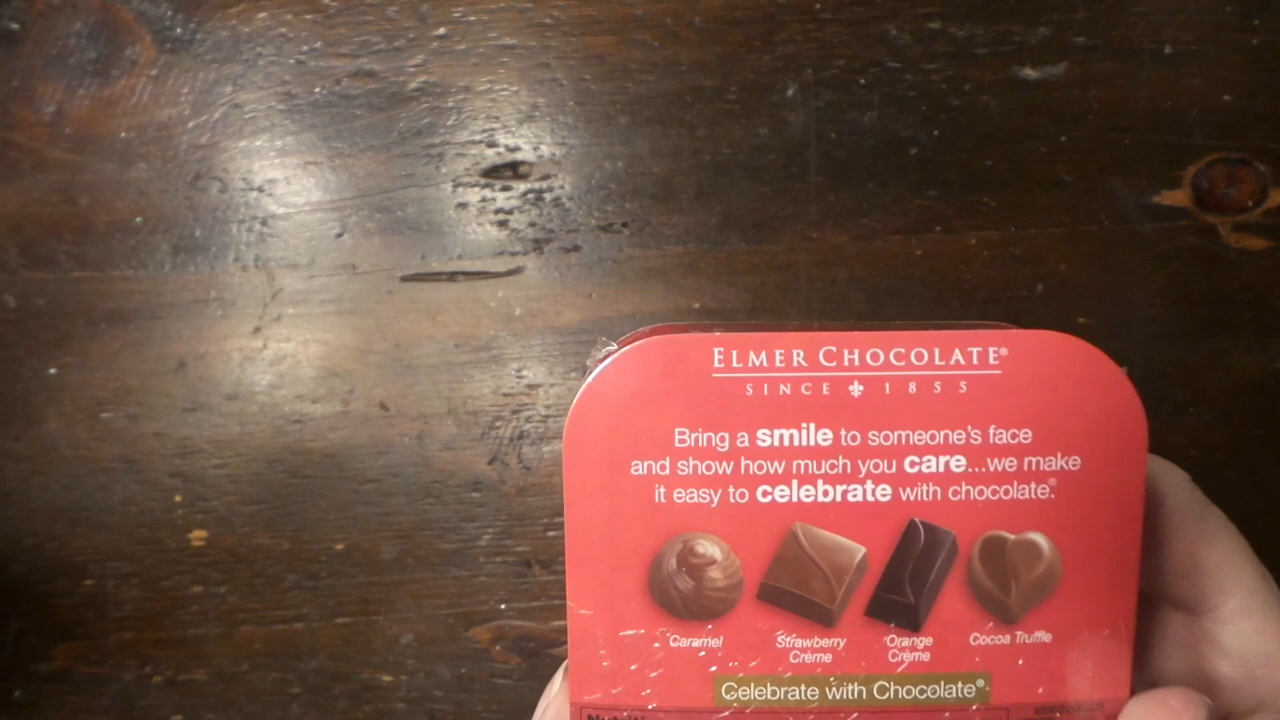 ELMER CHOCOLATE®
SINCE ⚜ 1855
Bring a smile to someone's face
and show how much you care...we make
it easy to celebrate with chocolate.®
Caramel
Strawberry
Crème
Orange
Crème
Cocoa Truffle
Celebrate with Chocolate®.